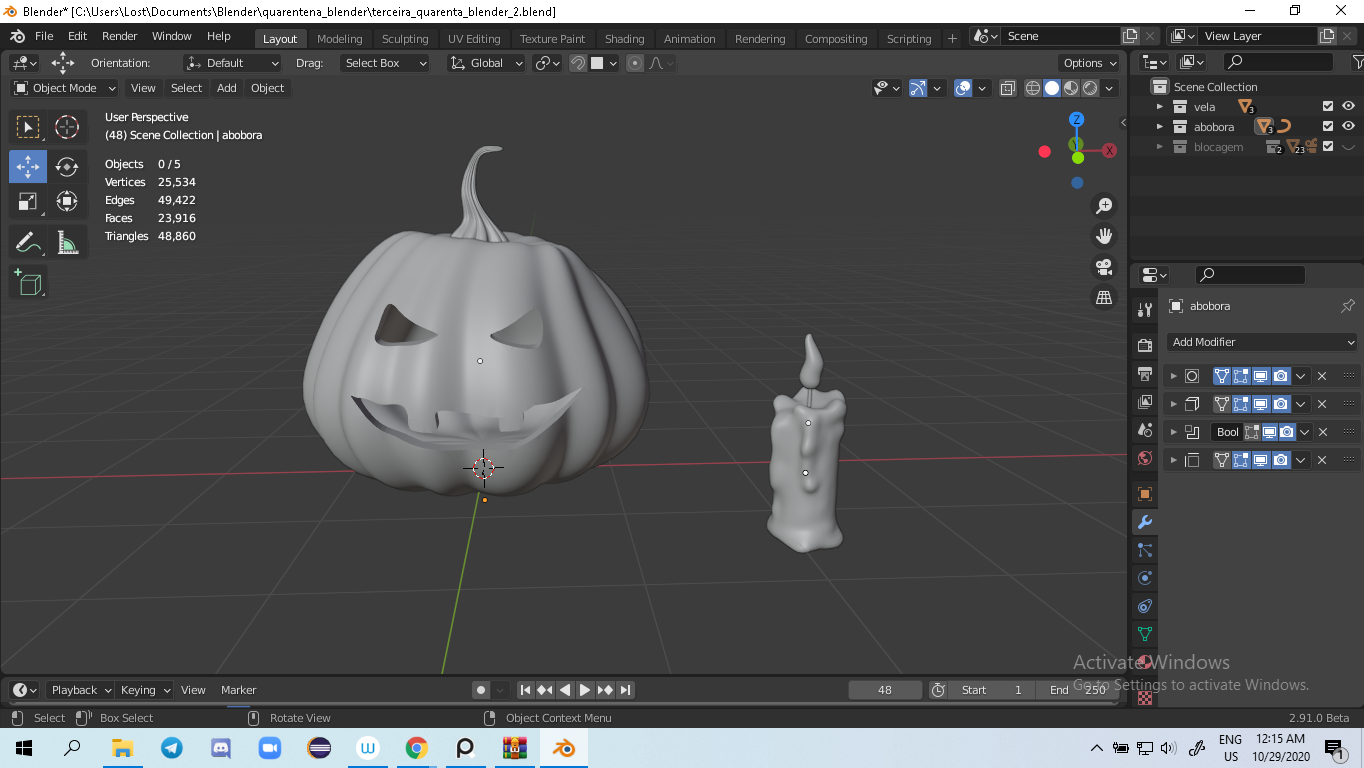 Blender* [C:\Users\Lost\Documents\Blender\quarentena_blender\terceira_quarenta_blender_2.blend]
File Edit Render Window Help Layout Modeling Sculpting UV Editing Texture Paint Shading Animation Rendering Compositing Scripting + Scene View Layer
Orientation: Default Drag: Select Box Global Options
Object Mode View Select Add Object
Scene Collection
vela 3
abobora 3
blocagem 2 23
User Perspective
(48) Scene Collection | abobora
Objects 0 / 5
Vertices 25,534
Edges 49,422
Faces 23,916
Triangles 48,860
Z
Y
X
abobora
Add Modifier
Bool
Activate Windows
Go to Settings to activate Windows.
Playback Keying View Marker 48 Start 1 End 250
Select Box Select Rotate View Object Context Menu 2.91.0 Beta
ENG 12:15 AM
US 10/29/2020 1